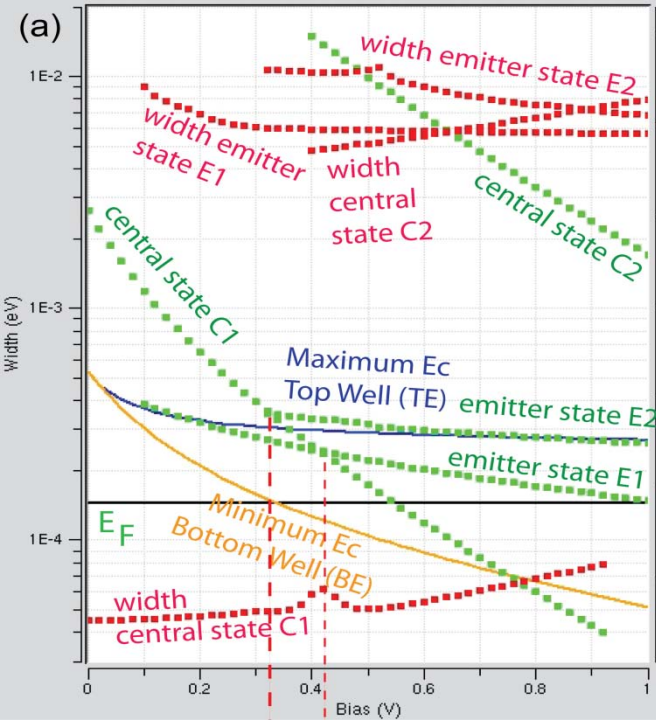 (a)
width emitter state E2
1E-2
width emitter
state E1
width
central
state C2
central state C2
central state C1
1E-3
Width (eV)
Maximum Ec
Top Well (TE)
emitter state E2
emitter state E1
EF
Minimum Ec
Bottom Well (BE)
1E-4
width
central state C1
0
0.2
0.4
0.6
0.8
1
Bias (V)